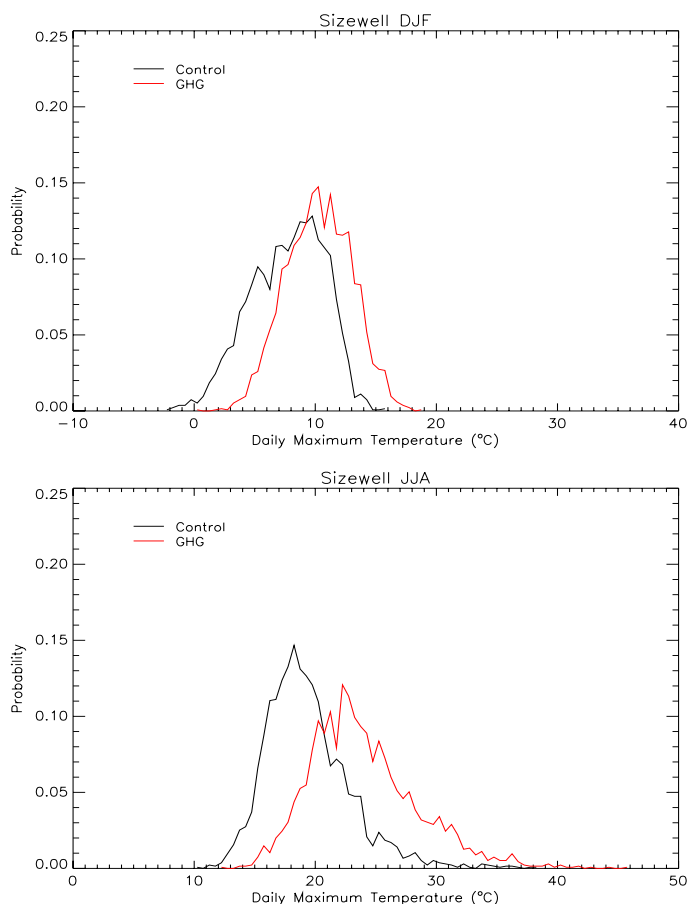 Sizewell DJF
0.25
0.20
0.15
0.10
0.05
0.00
Probability
Control
GHG
−10 0 10 20 30 40
Daily Maximum Temperature (°C)
Sizewell JJA
0.25
0.20
0.15
0.10
0.05
0.00
Probability
Control
GHG
0 10 20 30 40 50
Daily Maximum Temperature (°C)